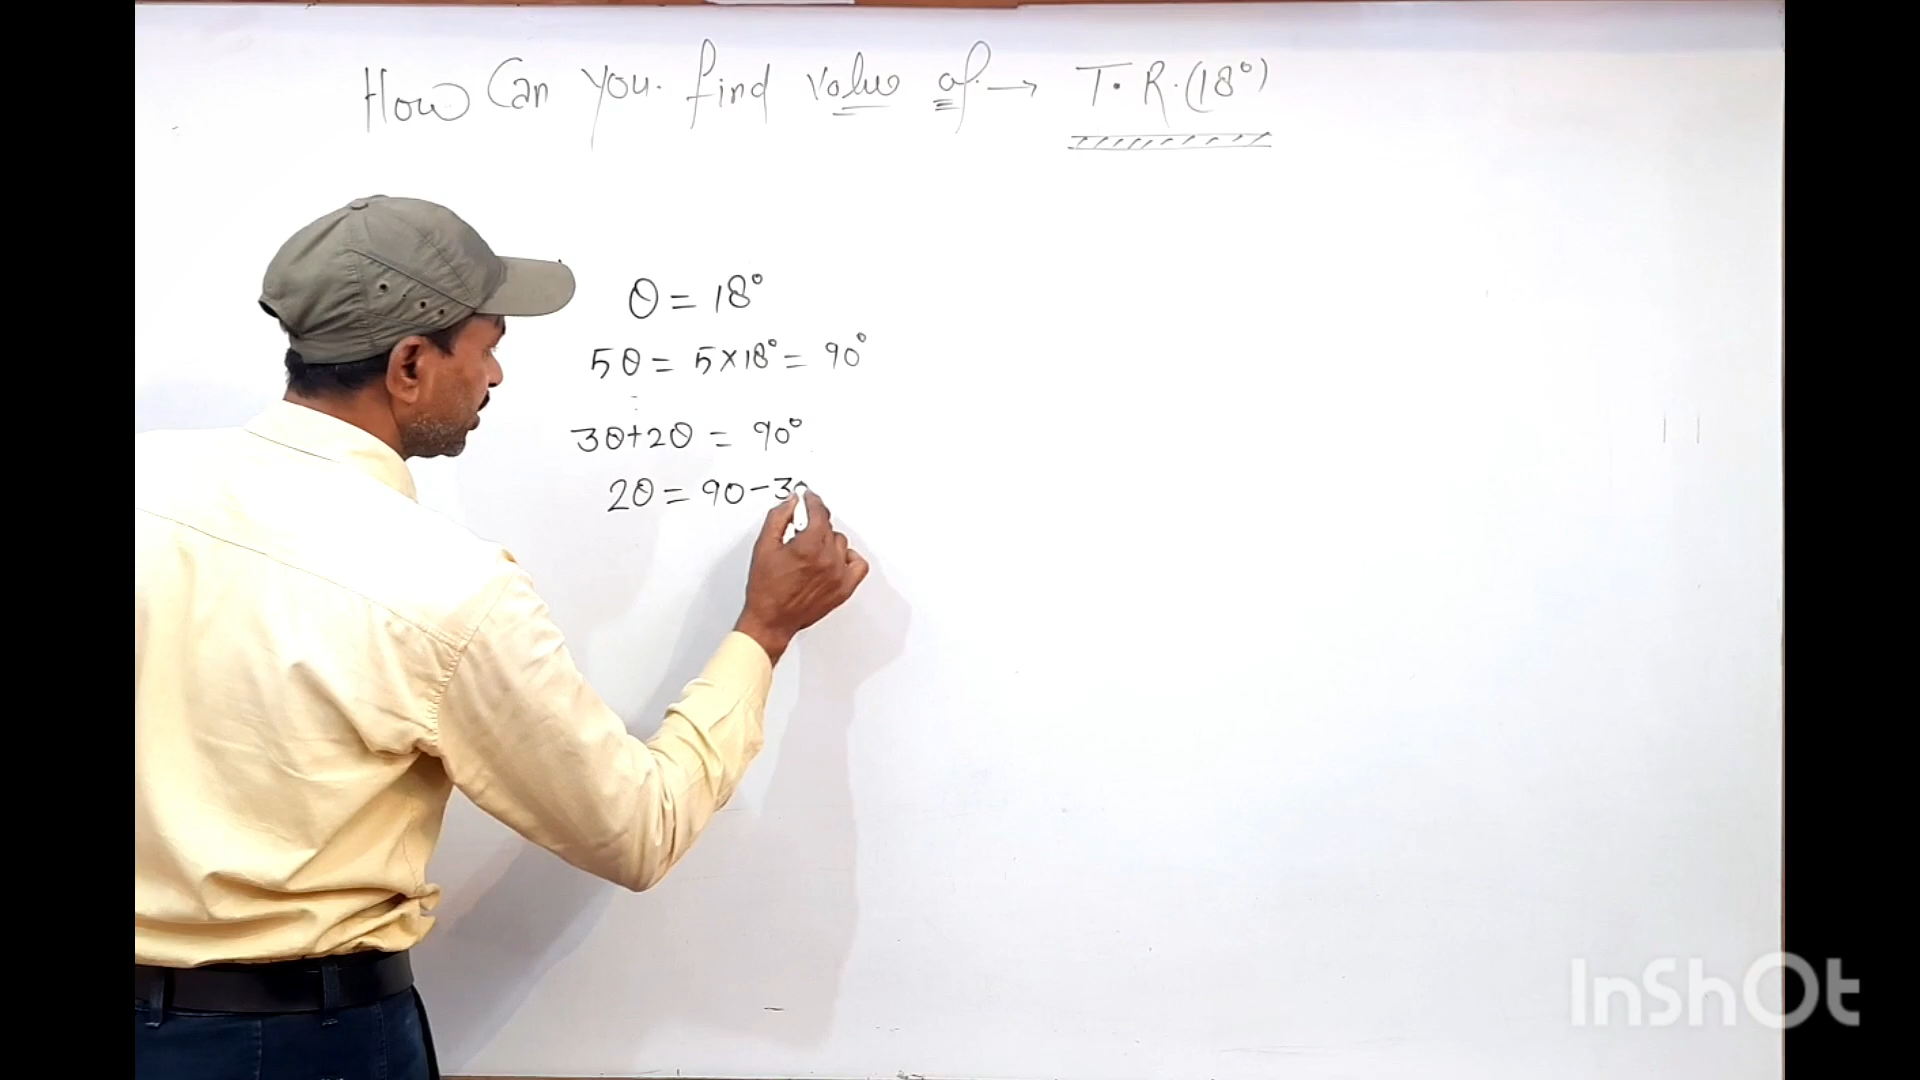 How Can you. find value of. → T.R.(18°)
θ = 18°
5θ = 5×18° = 90°
3θ+2θ = 90°
2θ = 90-3θ
InShOt